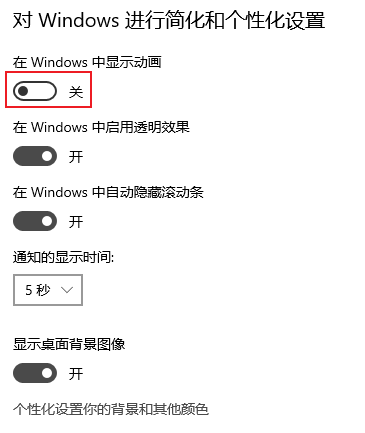 对 Windows 进行简化和个性化设置
在 Windows 中显示动画
关
在 Windows 中启用透明效果
开
在 Windows 中自动隐藏滚动条
开
通知的显示时间:
5 秒
显示桌面背景图像
开
个性化设置你的背景和其他颜色